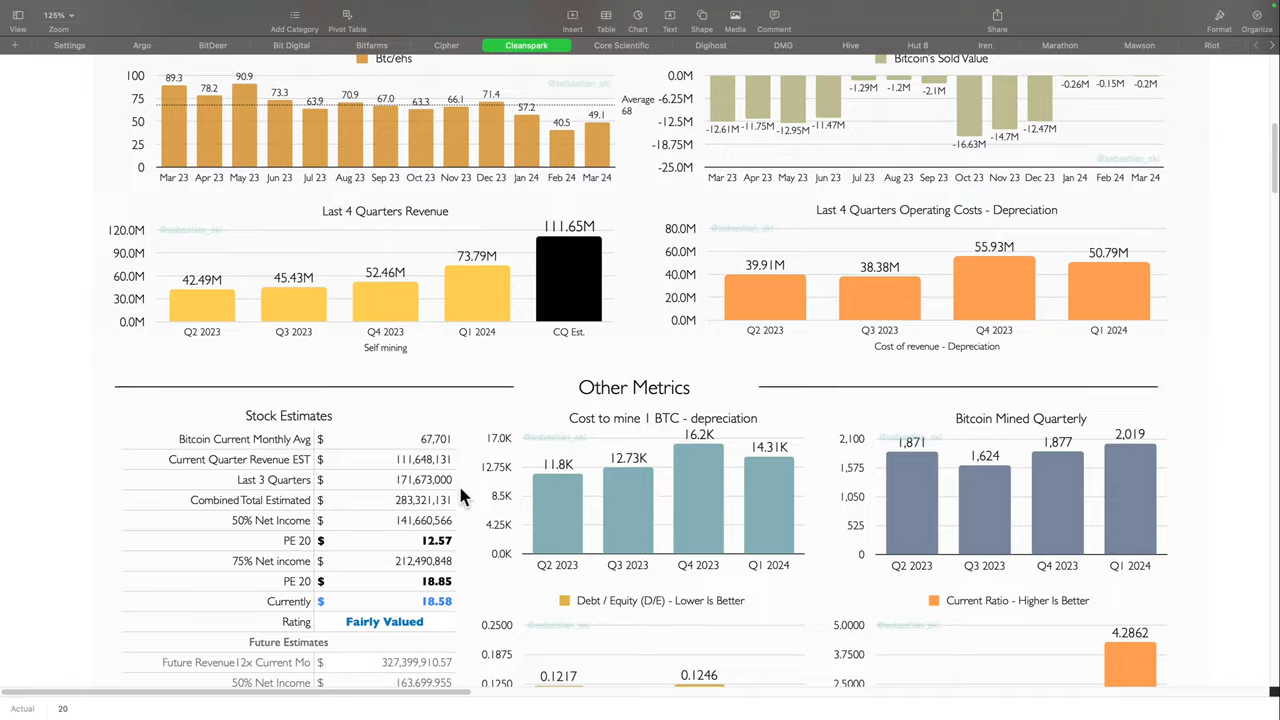 125%
View
Zoom
Add Category
Pivot Table
Insert
Table
Chart
Text
Shape
Media
Comment
Share
Format
Organize
Settings
Argo
BitDeer
Bit Digital
Bitfarms
Cipher
Cleanspark
Core Scientific
Digihost
DMG
Hive
Hut 8
Iren
Marathon
Mawson
Riot
Btc/ehs
@sebastian_ski
100
75
50
25
0
89.3
78.2
90.9
73.3
63.9
70.9
67.0
63.3
66.1
71.4
57.2
40.5
49.1
Average
68
Mar 23
Apr 23
May 23
Jun 23
Jul 23
Aug 23
Sep 23
Oct 23
Nov 23
Dec 23
Jan 24
Feb 24
Mar 24
Bitcoin's Sold Value
0.0M
-6.25M
-12.5M
-18.75M
-25.0M
-12.61M
-11.75M
-12.95M
-11.47M
-1.29M
-1.2M
-2.1M
-16.63M
-14.7M
-12.47M
-0.26M
-0.15M
-0.2M
@sebastian_ski
Mar 23
Apr 23
May 23
Jun 23
Jul 23
Aug 23
Sep 23
Oct 23
Nov 23
Dec 23
Jan 24
Feb 24
Mar 24
Last 4 Quarters Revenue
@sebastian_ski
120.0M
90.0M
60.0M
30.0M
0.0M
42.49M
45.43M
52.46M
73.79M
111.65M
Q2 2023
Q3 2023
Q4 2023
Q1 2024
CQ Est.
Self mining
Last 4 Quarters Operating Costs - Depreciation
@sebastian_ski
80.0M
60.0M
40.0M
20.0M
0.0M
39.91M
38.38M
55.93M
50.79M
Q2 2023
Q3 2023
Q4 2023
Q1 2024
Cost of revenue - Depreciation
Other Metrics
Stock Estimates
Bitcoin Current Monthly Avg $ 67,701
Current Quarter Revenue EST $ 111,648,131
Last 3 Quarters $ 171,673,000
Combined Total Estimated $ 283,321,131
50% Net Income $ 141,660,566
PE 20 $ 12.57
75% Net income $ 212,490,848
PE 20 $ 18.85
Currently $ 18.58
Rating Fairly Valued
Future Estimates
Future Revenue12x Current Mo $ 327,399,910.57
50% Net Income $ 163,699,955
Cost to mine 1 BTC - depreciation
@sebastian_ski
17.0K
12.75K
8.5K
4.25K
0.0K
11.8K
12.73K
16.2K
14.31K
Q2 2023
Q3 2023
Q4 2023
Q1 2024
Bitcoin Mined Quarterly
@sebastian_ski
2,100
1,575
1,050
525
0
1,871
1,624
1,877
2,019
Q2 2023
Q3 2023
Q4 2023
Q1 2024
Debt / Equity (D/E) - Lower Is Better
@sebastian_ski
0.2500
0.1875
0.1250
0.1217
0.1246
Current Ratio - Higher Is Better
@sebastian_ski
5.0000
3.7500
2.5000
4.2862
Actual
20